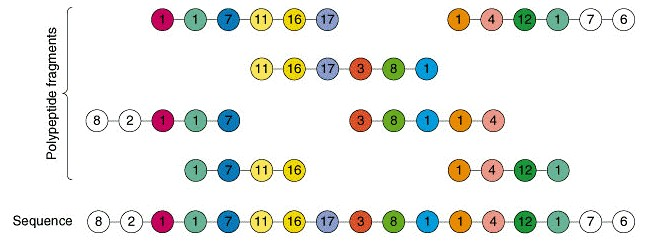 Polypeptide fragments
1 1 7 11 16 17 1 4 12 1 7 6
11 16 17 3 8 1
8 2 1 1 7 3 8 1 1 4
1 7 11 16 1 4 12 1
Sequence 8 2 1 1 7 11 16 17 3 8 1 1 4 12 1 7 6